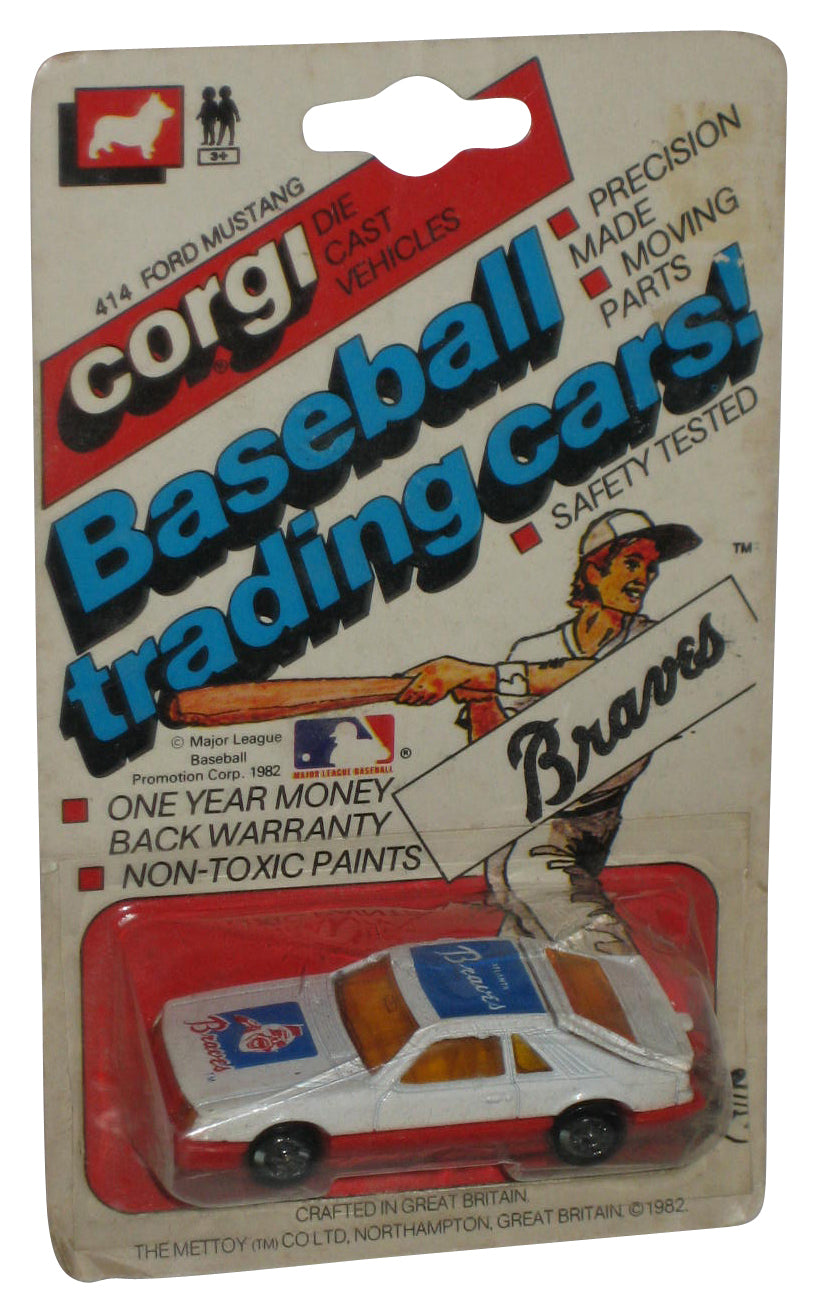 3+
414 FORD MUSTANG
corgi ®
DIE
CAST
VEHICLES
PRECISION
MADE
MOVING
PARTS
Baseball
trading cars!
SAFETY TESTED
TM
Braves
© Major League
Baseball
Promotion Corp. 1982
MAJOR LEAGUE BASEBALL ®
ONE YEAR MONEY
BACK WARRANTY
NON-TOXIC PAINTS
ATLANTA
Braves
Braves TM
CRAFTED IN GREAT BRITAIN.
THE METTOY (TM) CO LTD, NORTHAMPTON, GREAT BRITAIN. © 1982.